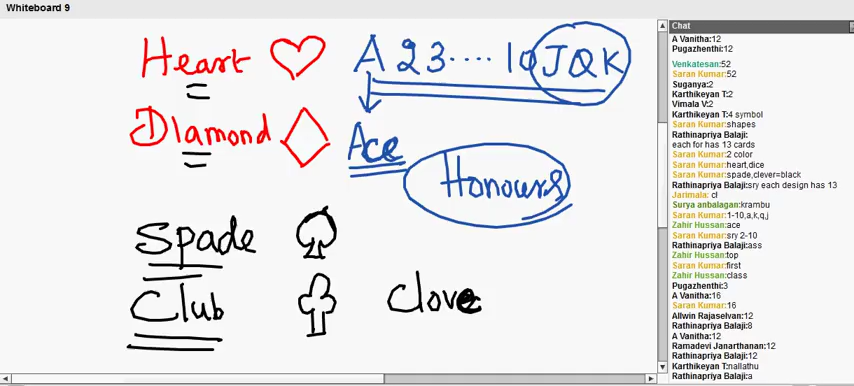 Whiteboard 9
Heart A 2 3 .... 10 J Q K
Diamond Ace
Honours
Spade
Club clove
Chat
A Vanitha:12
Pugazhenthi:12
Venkatesan:52
Saran Kumar:52
Suganya:2
Karthikeyan T:2
Vimala V:2
Karthikeyan T:4 symbol
Saran Kumar:shapes
Rathinapriya Balaji:
each for has 13 cards
Saran Kumar:2 color
Saran Kumar:heart,dice
Saran Kumar:spade,clever=black
Rathinapriya Balaji:sry each design has 13
Jarimala: cl
Surya anbalagan:krambu
Saran Kumar:1-10,a,k,q,j
Zahir Hussan:ace
Saran Kumar:sry 2-10
Rathinapriya Balaji:ass
Zahir Hussan:top
Saran Kumar:first
Zahir Hussan:class
Pugazhenthi:3
A Vanitha:16
Saran Kumar:16
Allwin Rajaselvan:12
Rathinapriya Balaji:8
A Vanitha:12
Ramadevi Janarthanan:12
Rathinapriya Balaji:12
Karthikeyan T:nallathu
Rathinapriya Balaji:a